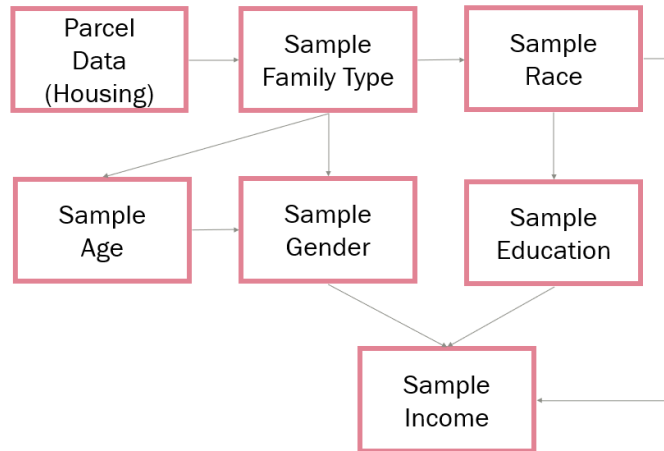 Parcel
Data
(Housing)
Sample
Family Type
Sample
Race
Sample
Age
Sample
Gender
Sample
Education
Sample
Income